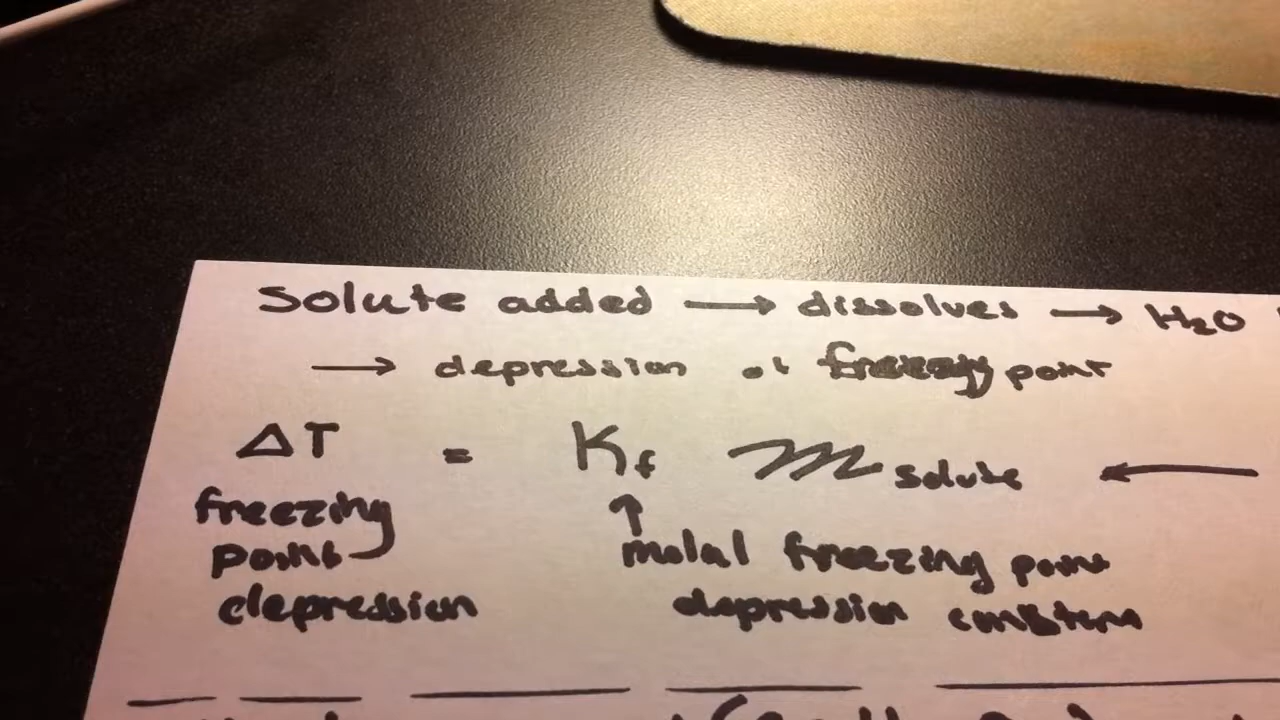 Solute added → dissolves → H₂O
→ depression of freezing point
ΔT = Kf m solute ←
freezing
point
depression
↑
molal freezing point
depression constant